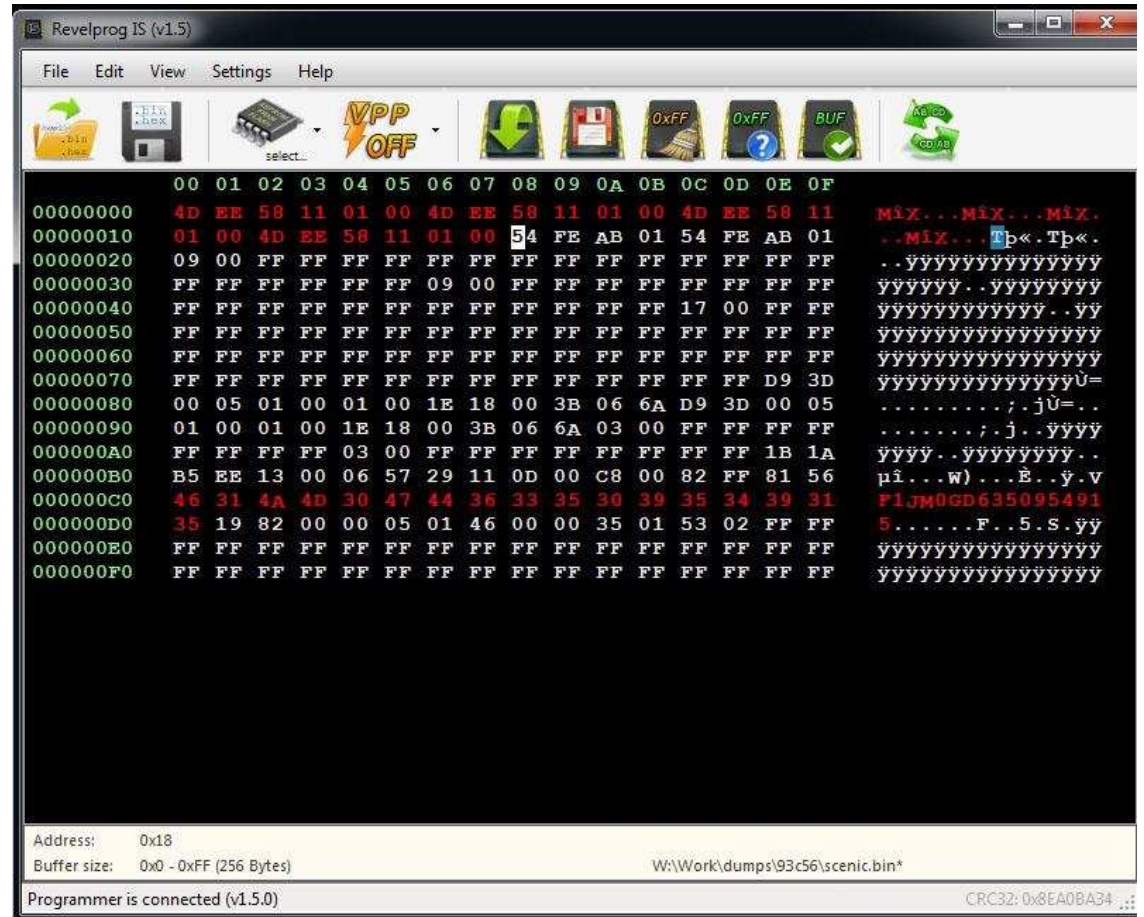 Revelprog IS (v1.5)
File Edit View Settings Help
.bin
.hex
.bin
.hex
select...
VPP
OFF
0xFF
0xFF
?
BUF
AB CD
CD AB
00 01 02 03 04 05 06 07 08 09 0A 0B 0C 0D 0E 0F
00000000 4D EE 58 11 01 00 4D EE 58 11 01 00 4D EE 58 11 MîX...MîX...MîX.
00000010 01 00 4D EE 58 11 01 00 54 FE AB 01 54 FE AB 01 ..MîX...Tþ«.Tþ«.
00000020 09 00 FF FF FF FF FF FF FF FF FF FF FF FF FF FF ..ÿÿÿÿÿÿÿÿÿÿÿÿÿÿ
00000030 FF FF FF FF FF FF 09 00 FF FF FF FF FF FF FF FF ÿÿÿÿÿÿ..ÿÿÿÿÿÿÿÿ
00000040 FF FF FF FF FF FF FF FF FF FF FF FF 17 00 FF FF ÿÿÿÿÿÿÿÿÿÿÿÿ..ÿÿ
00000050 FF FF FF FF FF FF FF FF FF FF FF FF FF FF FF FF ÿÿÿÿÿÿÿÿÿÿÿÿÿÿÿÿ
00000060 FF FF FF FF FF FF FF FF FF FF FF FF FF FF FF FF ÿÿÿÿÿÿÿÿÿÿÿÿÿÿÿÿ
00000070 FF FF FF FF FF FF FF FF FF FF FF FF FF FF D9 3D ÿÿÿÿÿÿÿÿÿÿÿÿÿÿÙ=
00000080 00 05 01 00 01 00 1E 18 00 3B 06 6A D9 3D 00 05 .........;.jÙ=..
00000090 01 00 01 00 1E 18 00 3B 06 6A 03 00 FF FF FF FF .......;.j..ÿÿÿÿ
000000A0 FF FF FF FF 03 00 FF FF FF FF FF FF FF FF 1B 1A ÿÿÿÿ..ÿÿÿÿÿÿÿÿ..
000000B0 B5 EE 13 00 06 57 29 11 0D 00 C8 00 82 FF 81 56 µî...W)...È..ÿ.V
000000C0 46 31 4A 4D 30 47 44 36 33 35 30 39 35 34 39 31 F1JM0GD635095491
000000D0 35 19 82 00 00 05 01 46 00 00 35 01 53 02 FF FF 5......F..5.S.ÿÿ
000000E0 FF FF FF FF FF FF FF FF FF FF FF FF FF FF FF FF ÿÿÿÿÿÿÿÿÿÿÿÿÿÿÿÿ
000000F0 FF FF FF FF FF FF FF FF FF FF FF FF FF FF FF FF ÿÿÿÿÿÿÿÿÿÿÿÿÿÿÿÿ
Address: 0x18
Buffer size: 0x0 - 0xFF (256 Bytes) W:\Work\dumps\93c56\scenic.bin*
Programmer is connected (v1.5.0) CRC32: 0x8EA0BA34